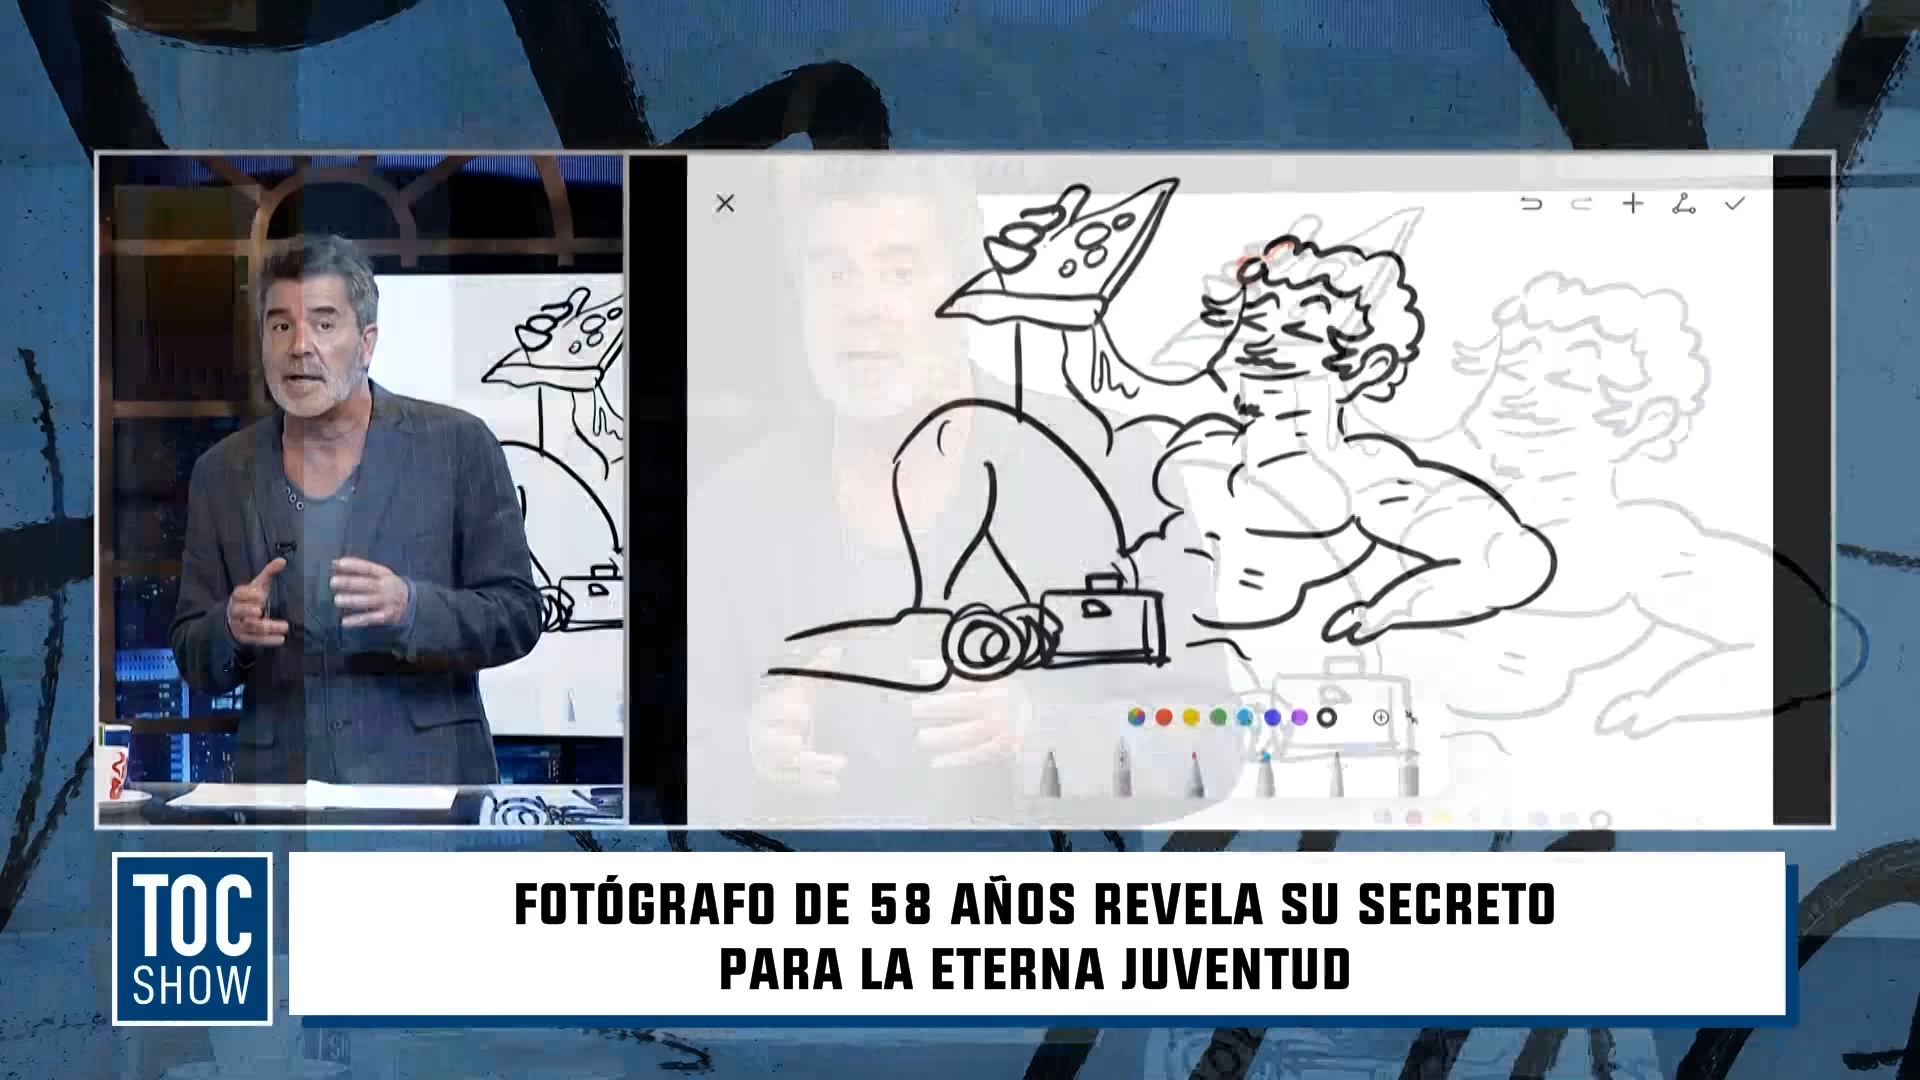 TOC
SHOW
FOTÓGRAFO DE 58 AÑOS REVELA SU SECRETO
PARA LA ETERNA JUVENTUD